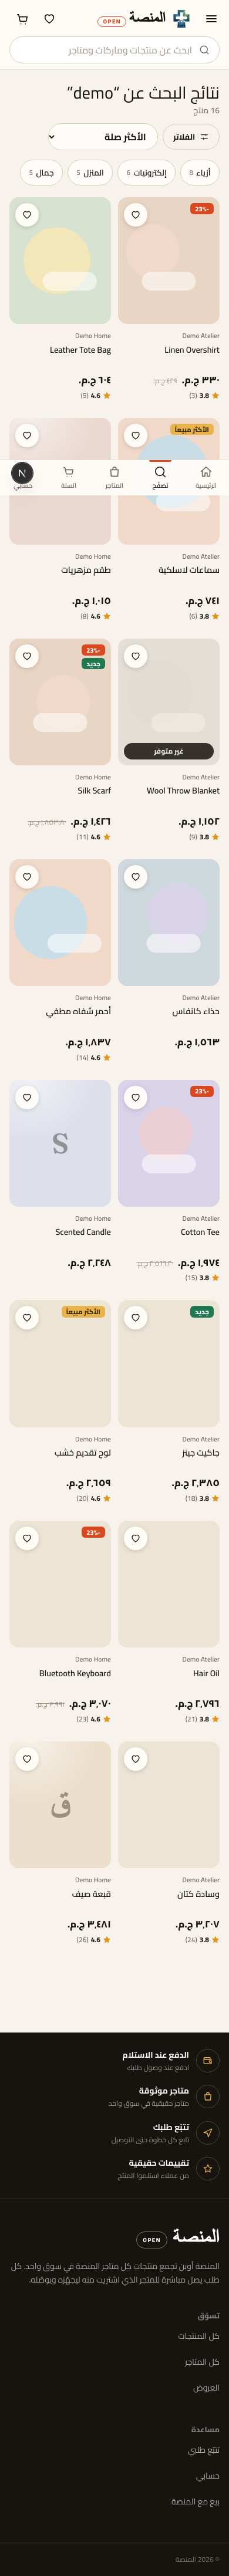 المنصة OPEN
ابحث عن منتجات وماركات ومتاجر
نتائج البحث عن “demo”
16 منتج
الفلاتر
الأكثر صلة
أزياء 8
إلكترونيات 6
المنزل 5
جمال 5
-23%
Demo Atelier
Linen Overshirt
٣٣٠ ج.م.
3.8 (3)
Demo Home
Leather Tote Bag
٦٠٤ ج.م.
4.6 (5)
الأكثر مبيعاً
الرئيسية
تصفّح
المتاجر
السلة
حسابي
N
Demo Atelier
سماعات لاسلكية
٧٤١ ج.م.
3.8 (6)
Demo Home
طقم مزهريات
١,٠١٥ ج.م.
4.6 (8)
غير متوفر
Demo Atelier
Wool Throw Blanket
١,١٥٢ ج.م.
3.8 (9)
-23%
جديد
Demo Home
Silk Scarf
١,٤٢٦ ج.م.
4.6 (11)
Demo Atelier
حذاء كانفاس
١,٥٦٣ ج.م.
Demo Home
أحمر شفاه مطفي
١,٨٣٧ ج.م.
4.6 (14)
-23%
Demo Atelier
Cotton Tee
١,٩٧٤ ج.م.
3.8 (15)
S
Demo Home
Scented Candle
٢,٢٤٨ ج.م.
جديد
Demo Atelier
جاكيت جينز
٢,٣٨٥ ج.م.
3.8 (18)
الأكثر مبيعاً
Demo Home
لوح تقديم خشب
٢,٦٥٩ ج.م.
4.6 (20)
Demo Atelier
Hair Oil
٢,٧٩٦ ج.م.
3.8 (21)
-23%
Demo Home
Bluetooth Keyboard
٣,٠٧٠ ج.م.
4.6 (23)
Demo Atelier
وسادة كتان
٣,٢٠٧ ج.م.
3.8 (24)
ق
Demo Home
قبعة صيف
٣,٤٨١ ج.م.
4.6 (26)
الدفع عند الاستلام
ادفع عند وصول طلبك
متاجر موثوقة
متاجر حقيقية في سوق واحد
تتبّع طلبك
تابع كل خطوة حتى التوصيل
تقييمات حقيقية
من عملاء استلموا المنتج
المنصة OPEN
المنصة أوبن تجمع منتجات كل متاجر المنصة في سوق واحد. كل
طلب يصل مباشرة للمتجر الذي اشتريت منه ليجهّزه ويوصّله.
تسوّق
كل المنتجات
كل المتاجر
العروض
مساعدة
تتبّع طلبي
حسابي
بيع مع المنصة
© 2026 المنصة